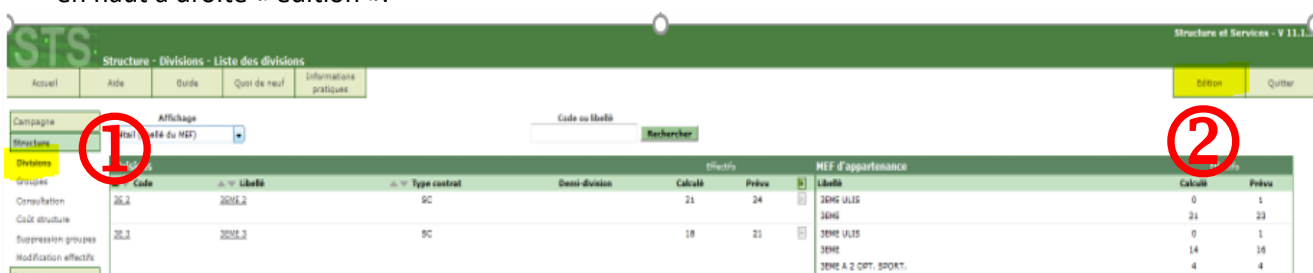 en haut à droite « édition ».
STS
Structure et Services - V 11.1...
Structure - Divisions - Liste des divisions
Accueil Aide Guide Quoi de neuf Informations pratiques Edition Quitter
Campagne Affichage Code ou libellé
Structure Rechercher
① ②
Divisions Effectifs MEF d'appartenance
Groupes Code Libellé Type contrat Demi-division Calculé Prévu Libellé Calculé Prévu
Consultation 3E 2 3EME 2 SC 21 24 3EME ULIS 0 1
Coût structure 3EME 21 23
Suppression groupes 3E 3 3EME 3 SC 18 21 3EME ULIS 0 1
Modification effectifs 3EME 14 16
3EME A 2 OPT. SPORT. 4 4